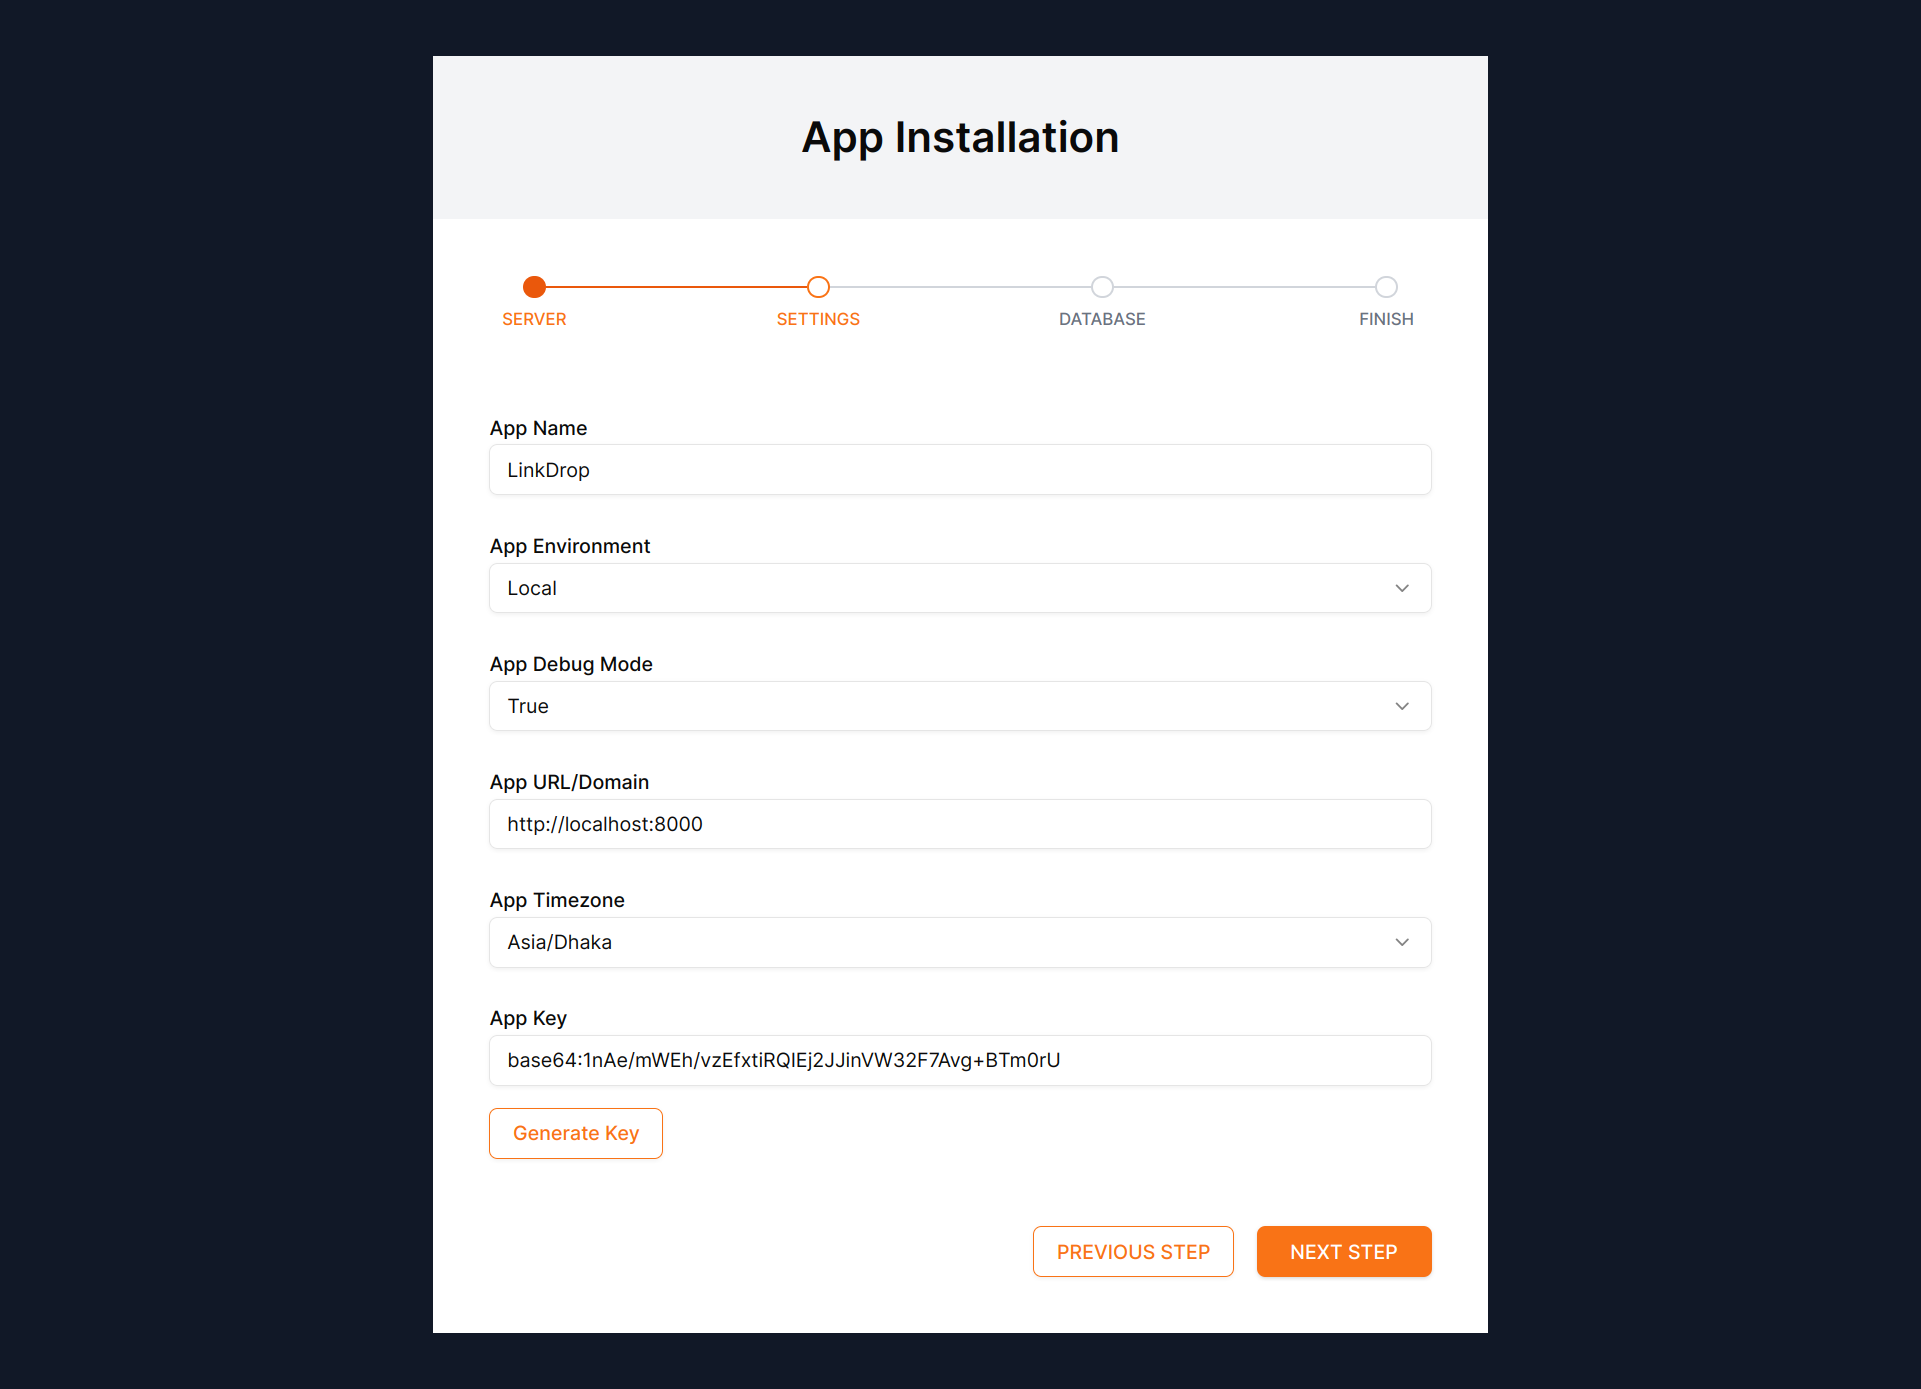 App Installation
SERVER SETTINGS DATABASE FINISH
App Name
LinkDrop
App Environment
Local
App Debug Mode
True
App URL/Domain
http://localhost:8000
App Timezone
Asia/Dhaka
App Key
base64:1nAe/mWEh/vzEfxtiRQIEj2JJinVW32F7Avg+BTm0rU
Generate Key
PREVIOUS STEP NEXT STEP